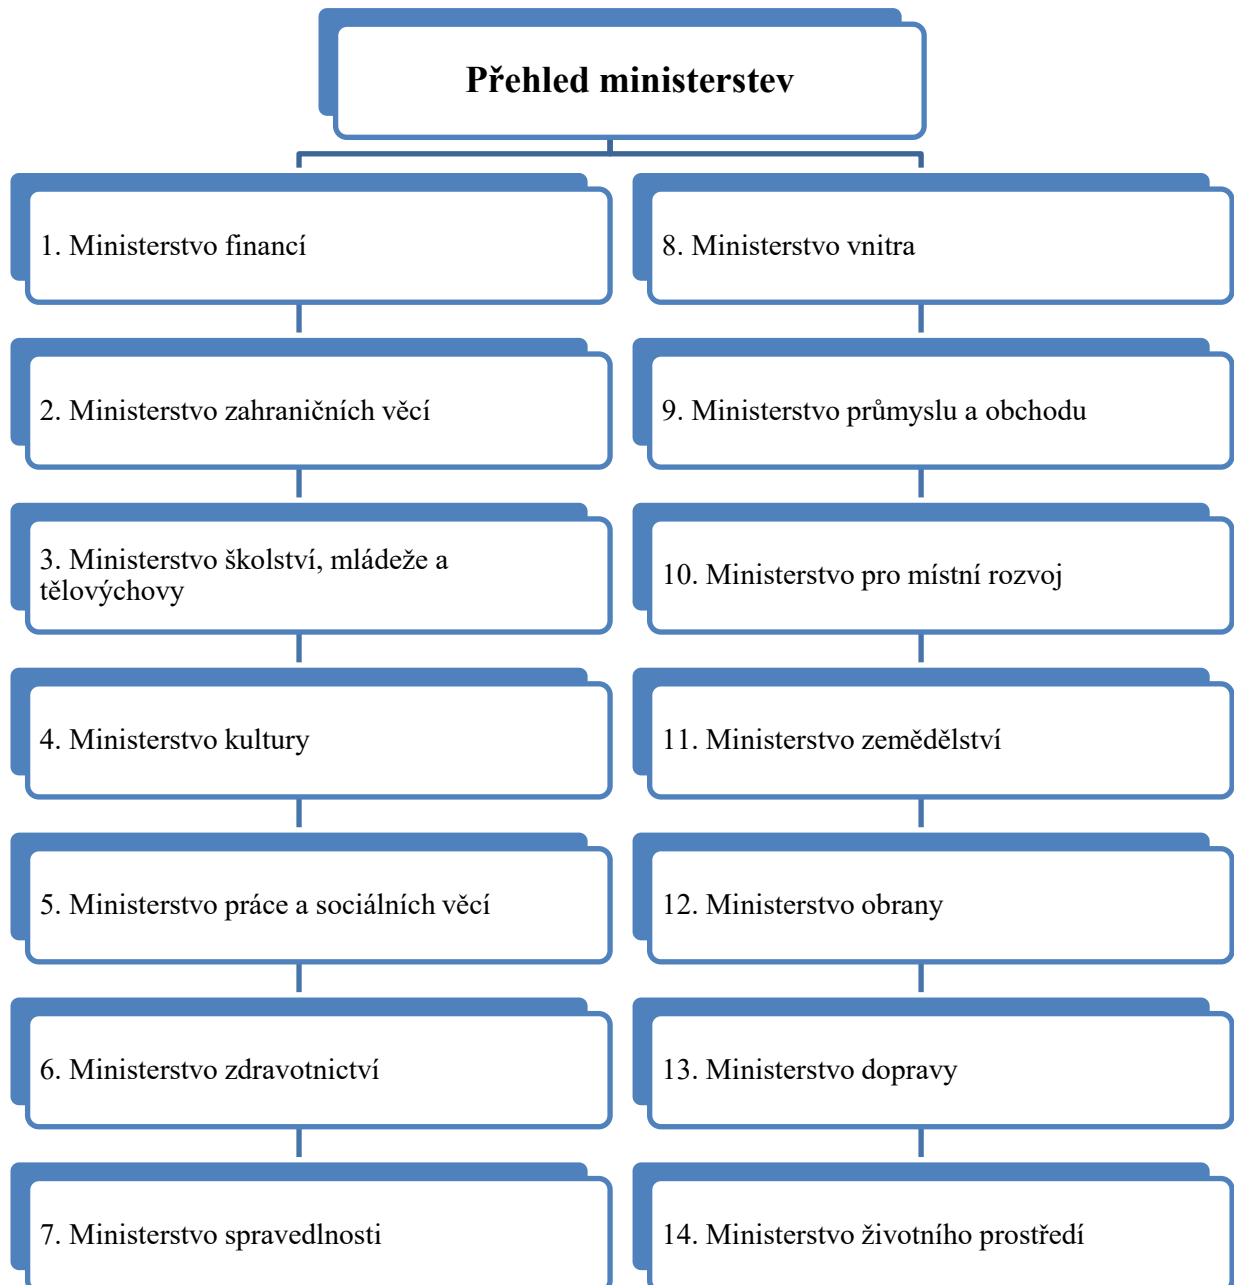 Přehled ministerstev
1. Ministerstvo financí
2. Ministerstvo zahraničních věcí
3. Ministerstvo školství, mládeže a
tělovýchovy
4. Ministerstvo kultury
5. Ministerstvo práce a sociálních věcí
6. Ministerstvo zdravotnictví
7. Ministerstvo spravedlnosti
8. Ministerstvo vnitra
9. Ministerstvo průmyslu a obchodu
10. Ministerstvo pro místní rozvoj
11. Ministerstvo zemědělství
12. Ministerstvo obrany
13. Ministerstvo dopravy
14. Ministerstvo životního prostředí